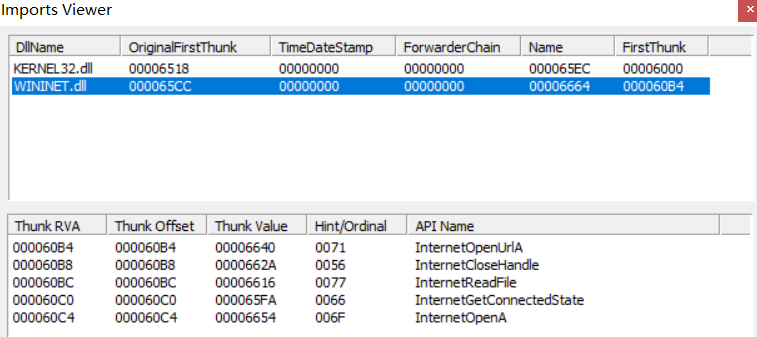 Imports Viewer
DllName OriginalFirstThunk TimeDateStamp ForwarderChain Name FirstThunk
KERNEL32.dll 00006518 00000000 00000000 000065EC 00006000
WININET.dll 000065CC 00000000 00000000 00006664 000060B4
Thunk RVA Thunk Offset Thunk Value Hint/Ordinal API Name
000060B4 000060B4 00006640 0071 InternetOpenUrlA
000060B8 000060B8 0000662A 0056 InternetCloseHandle
000060BC 000060BC 00006616 0077 InternetReadFile
000060C0 000060C0 000065FA 0066 InternetGetConnectedState
000060C4 000060C4 00006654 006F InternetOpenA